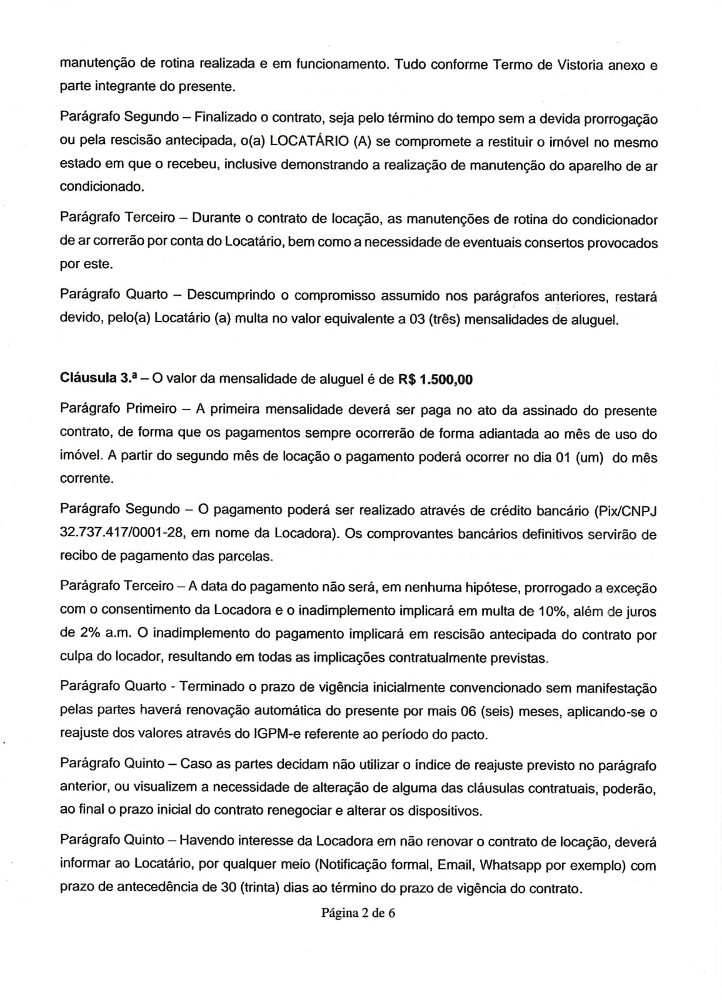 manutenção de rotina realizada e em funcionamento. Tudo conforme Termo de Vistoria anexo e
parte integrante do presente.
Parágrafo Segundo – Finalizado o contrato, seja pelo término do tempo sem a devida prorrogação
ou pela rescisão antecipada, o(a) LOCATÁRIO (A) se compromete a restituir o imóvel no mesmo
estado em que o recebeu, inclusive demonstrando a realização de manutenção do aparelho de ar
condicionado.
Parágrafo Terceiro – Durante o contrato de locação, as manutenções de rotina do condicionador
de ar correrão por conta do Locatário, bem como a necessidade de eventuais consertos provocados
por este.
Parágrafo Quarto – Descumprindo o compromisso assumido nos parágrafos anteriores, restará
devido, pelo(a) Locatário (a) multa no valor equivalente a 03 (três) mensalidades de aluguel.
Cláusula 3.ª – O valor da mensalidade de aluguel é de R$ 1.500,00
Parágrafo Primeiro – A primeira mensalidade deverá ser paga no ato da assinado do presente
contrato, de forma que os pagamentos sempre ocorrerão de forma adiantada ao mês de uso do
imóvel. A partir do segundo mês de locação o pagamento poderá ocorrer no dia 01 (um) do mês
corrente.
Parágrafo Segundo – O pagamento poderá ser realizado através de crédito bancário (Pix/CNPJ
32.737.417/0001-28, em nome da Locadora). Os comprovantes bancários definitivos servirão de
recibo de pagamento das parcelas.
Parágrafo Terceiro – A data do pagamento não será, em nenhuma hipótese, prorrogado a exceção
com o consentimento da Locadora e o inadimplemento implicará em multa de 10%, além de juros
de 2% a.m. O inadimplemento do pagamento implicará em rescisão antecipada do contrato por
culpa do locador, resultando em todas as implicações contratualmente previstas.
Parágrafo Quarto - Terminado o prazo de vigência inicialmente convencionado sem manifestação
pelas partes haverá renovação automática do presente por mais 06 (seis) meses, aplicando-se o
reajuste dos valores através do IGPM-e referente ao período do pacto.
Parágrafo Quinto – Caso as partes decidam não utilizar o índice de reajuste previsto no parágrafo
anterior, ou visualizem a necessidade de alteração de alguma das cláusulas contratuais, poderão,
ao final o prazo inicial do contrato renegociar e alterar os dispositivos.
Parágrafo Quinto – Havendo interesse da Locadora em não renovar o contrato de locação, deverá
informar ao Locatário, por qualquer meio (Notificação formal, Email, Whatsapp por exemplo) com
prazo de antecedência de 30 (trinta) dias ao término do prazo de vigência do contrato.
Página 2 de 6